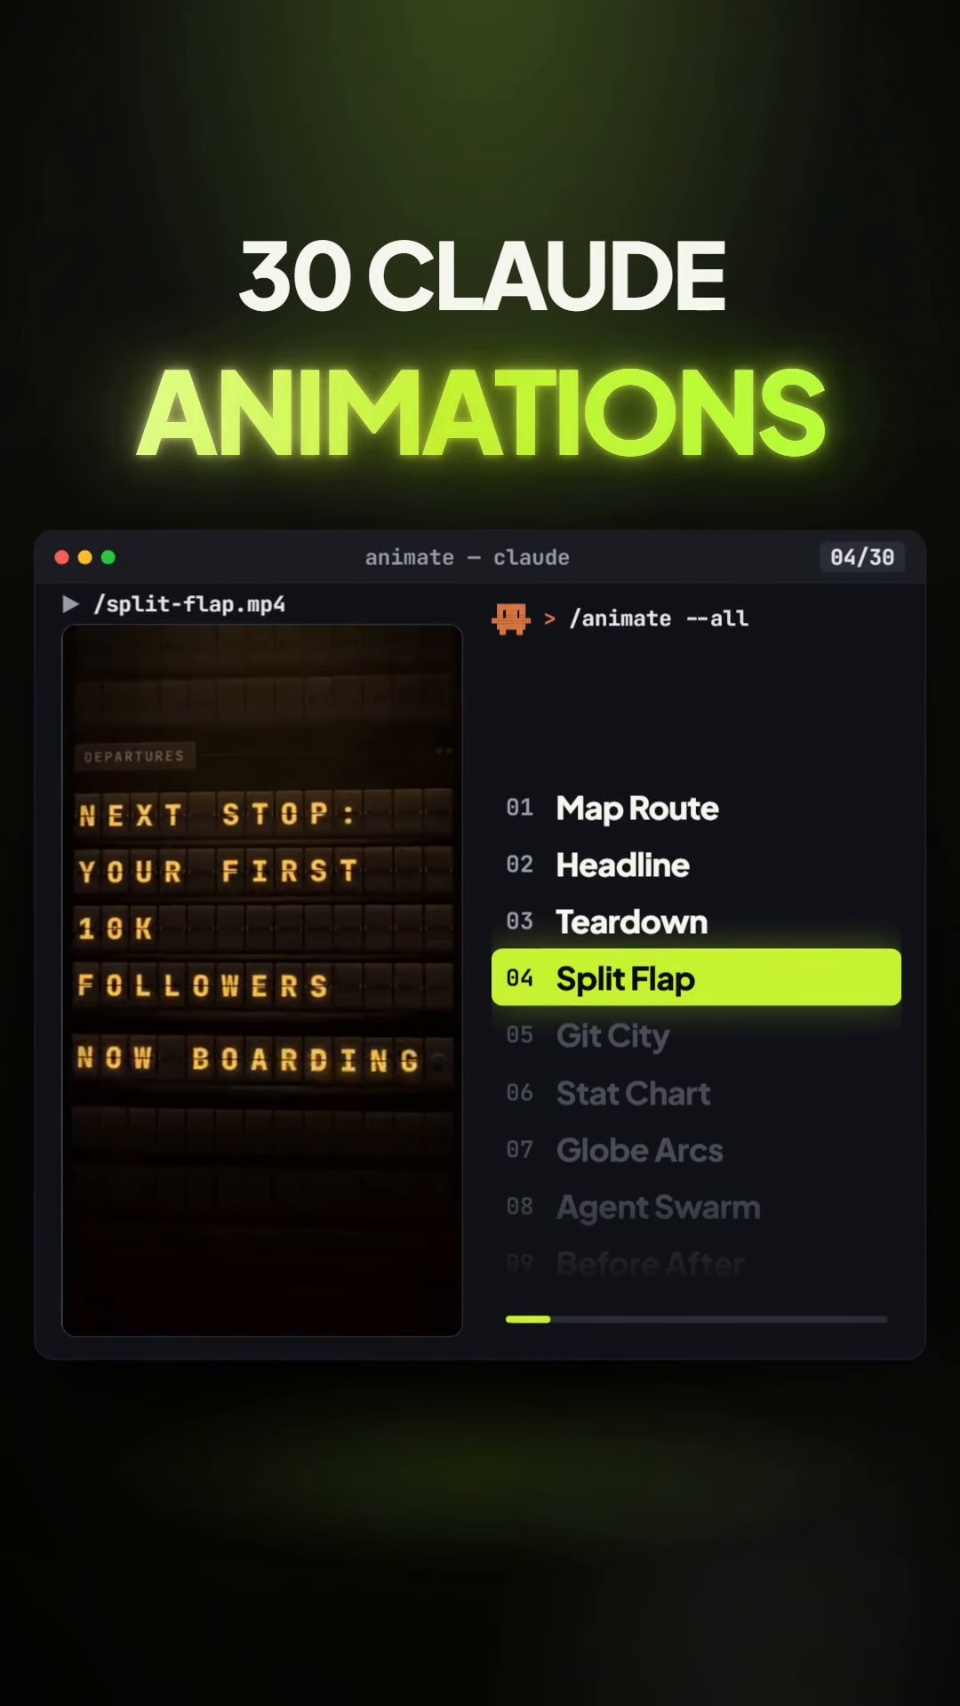 30 CLAUDE
ANIMATIONS
animate — claude
04/30
/split-flap.mp4
DEPARTURES
NEXT STOP:
YOUR FIRST
10K
FOLLOWERS
NOW BOARDING
> /animate --all
01 Map Route
02 Headline
03 Teardown
04 Split Flap
05 Git City
06 Stat Chart
07 Globe Arcs
08 Agent Swarm
09 Before After